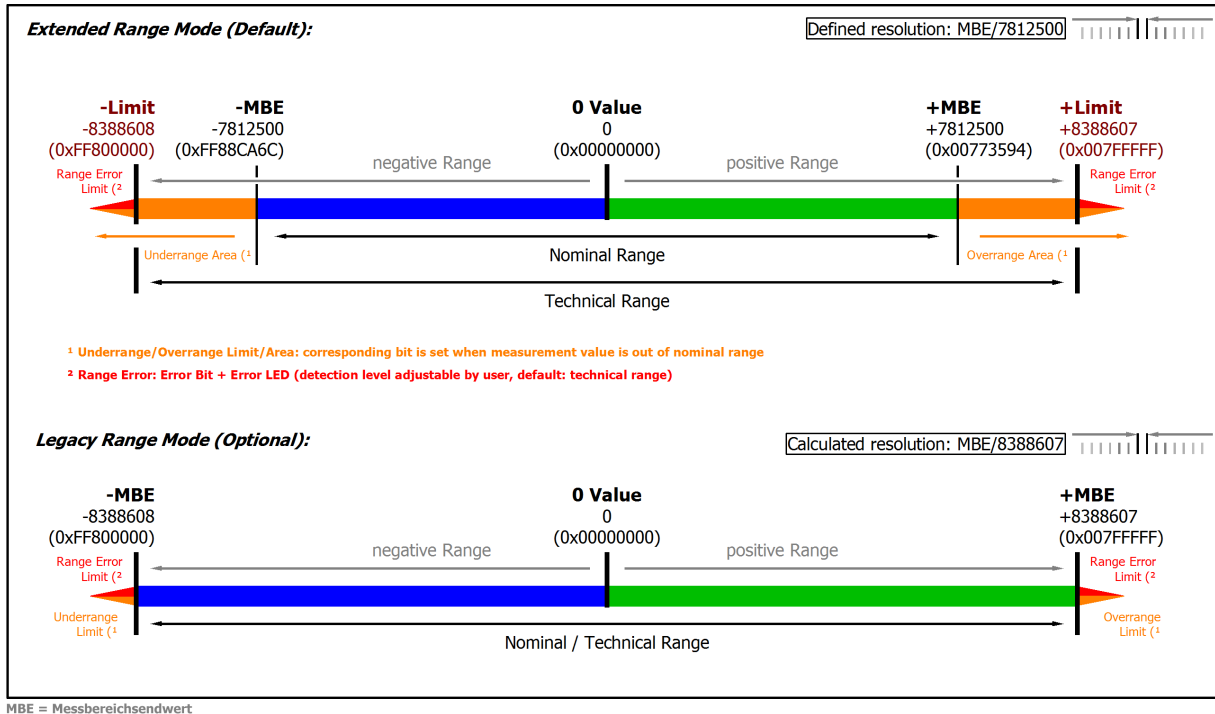 Extended Range Mode (Default):
Defined resolution: MBE/7812500
-Limit
-8388608
(0xFF800000)
-MBE
-7812500
(0xFF88CA6C)
0 Value
0
(0x00000000)
+MBE
+7812500
(0x00773594)
+Limit
+8388607
(0x007FFFFF)
negative Range
positive Range
Range Error
Limit (²
Range Error
Limit (²
Underrange Area (¹
Nominal Range
Overrange Area (¹
Technical Range
¹ Underrange/Overrange Limit/Area: corresponding bit is set when measurement value is out of nominal range
² Range Error: Error Bit + Error LED (detection level adjustable by user, default: technical range)
Legacy Range Mode (Optional):
Calculated resolution: MBE/8388607
-MBE
-8388608
(0xFF800000)
0 Value
0
(0x00000000)
+MBE
+8388607
(0x007FFFFF)
negative Range
positive Range
Range Error
Limit (²
Range Error
Limit (²
Underrange
Limit (¹
Overrange
Limit (¹
Nominal / Technical Range
MBE = Messbereichsendwert